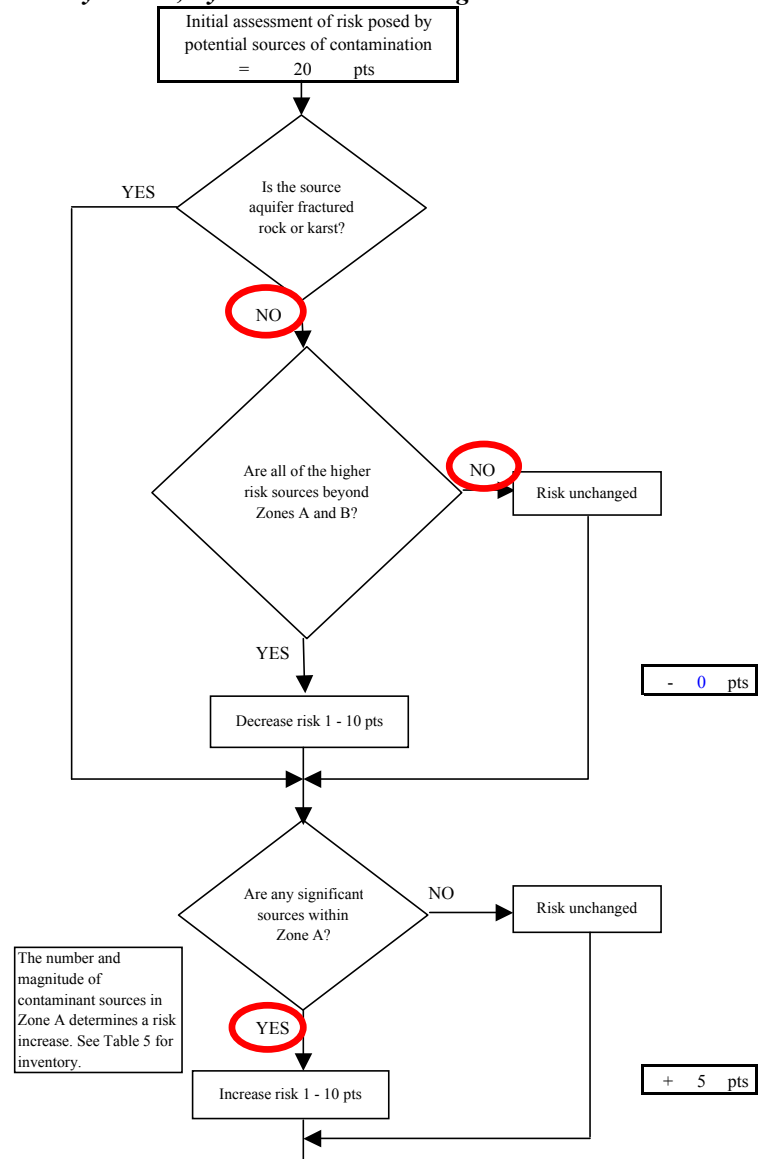 Initial assessment of risk posed by
potential sources of contamination
= 20 pts
YES
Is the source
aquifer fractured
rock or karst?
NO
Are all of the higher
risk sources beyond
Zones A and B?
NO
Risk unchanged
YES
- 0 pts
Decrease risk 1 - 10 pts
Are any significant
sources within
Zone A?
NO
Risk unchanged
The number and
magnitude of
contaminant sources in
Zone A determines a risk
increase. See Table 5 for
inventory.
YES
Increase risk 1 - 10 pts
+ 5 pts